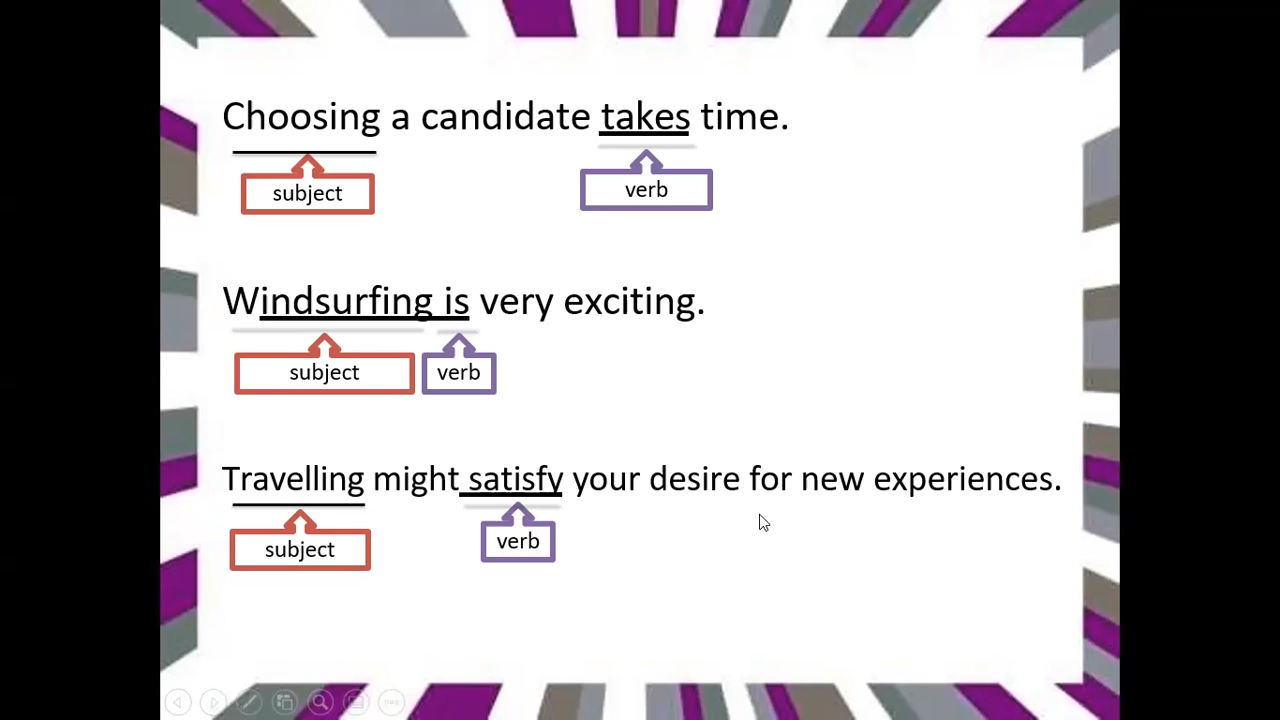 Choosing a candidate takes time.
subject
verb
Windsurfing is very exciting.
subject
verb
Travelling might satisfy your desire for new experiences.
subject
verb